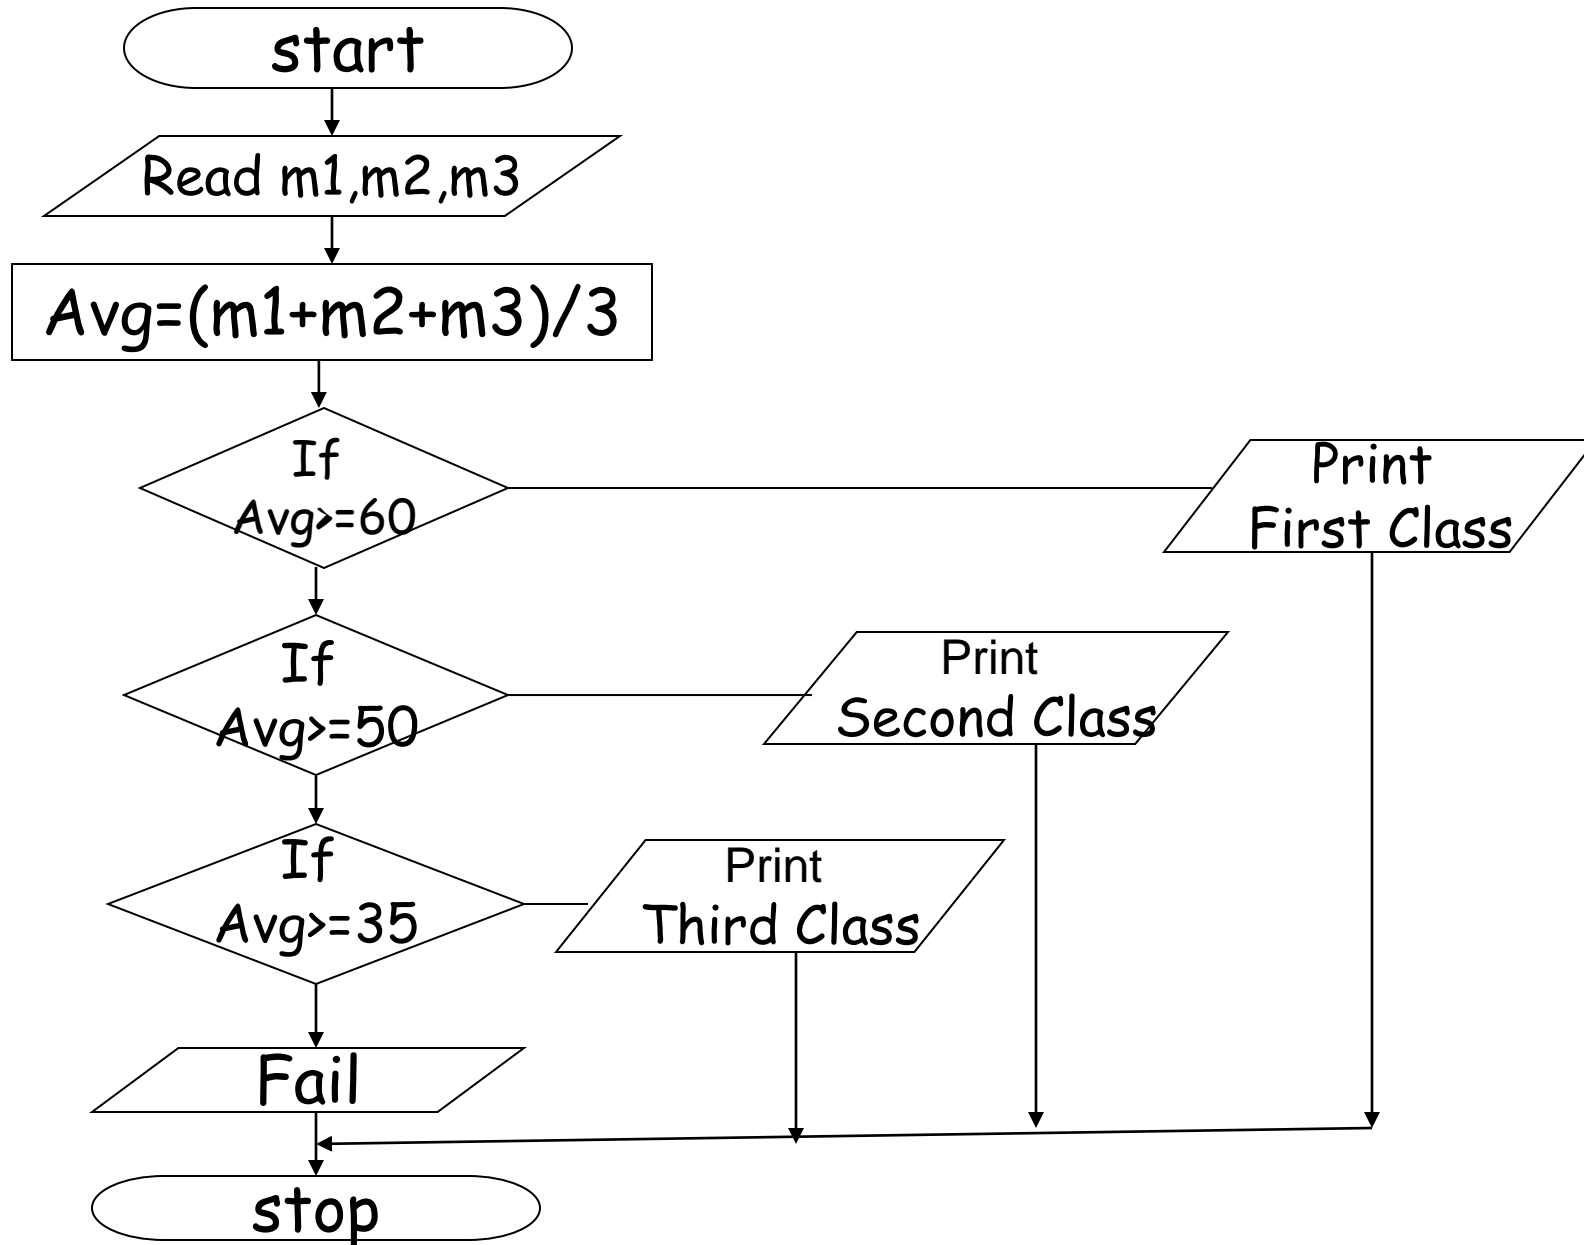 start
Read m1,m2,m3
Avg=(m1+m2+m3)/3
If
Avg>=60
Print
First Class
If
Avg>=50
Print
Second Class
If
Avg>=35
Print
Third Class
Fail
stop